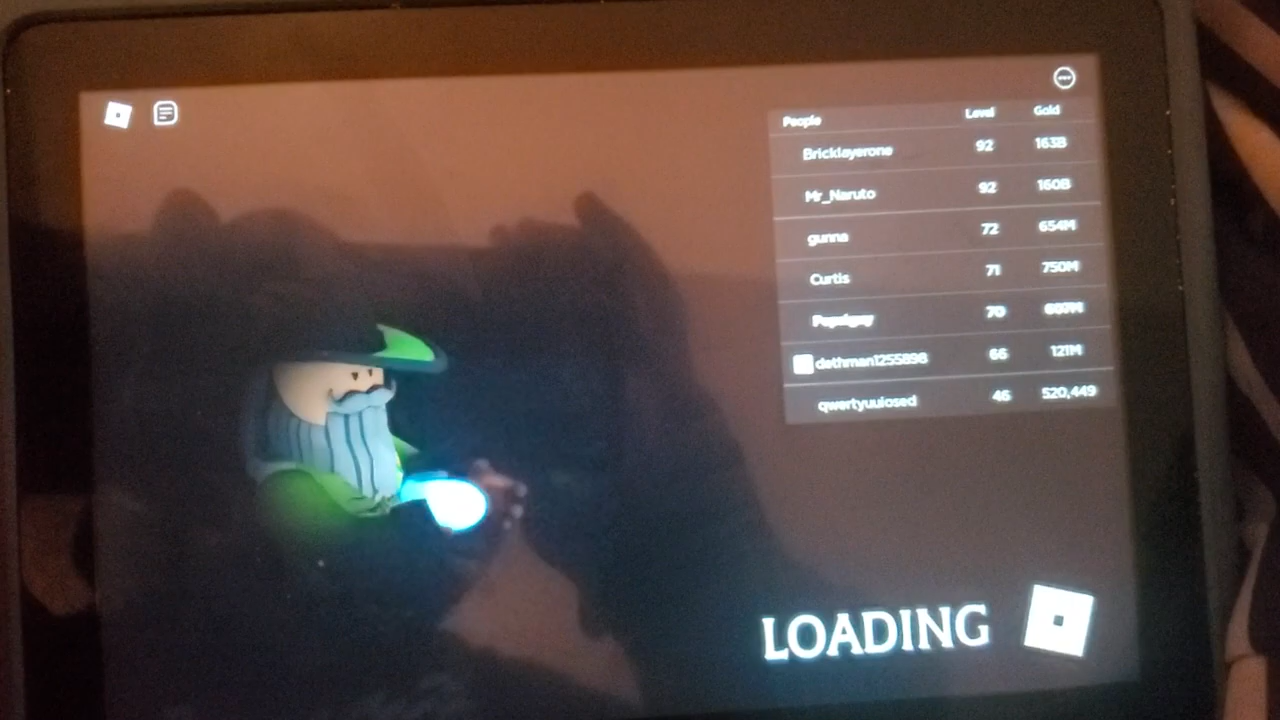 People Level Gold
Bricklayerone 92 163B
Mr_Naruto 92 160B
gunna 72 654M
Curtis 71 750M
70
dathman1255898 66 121M
qwertyuuiosed 46 520,449
LOADING